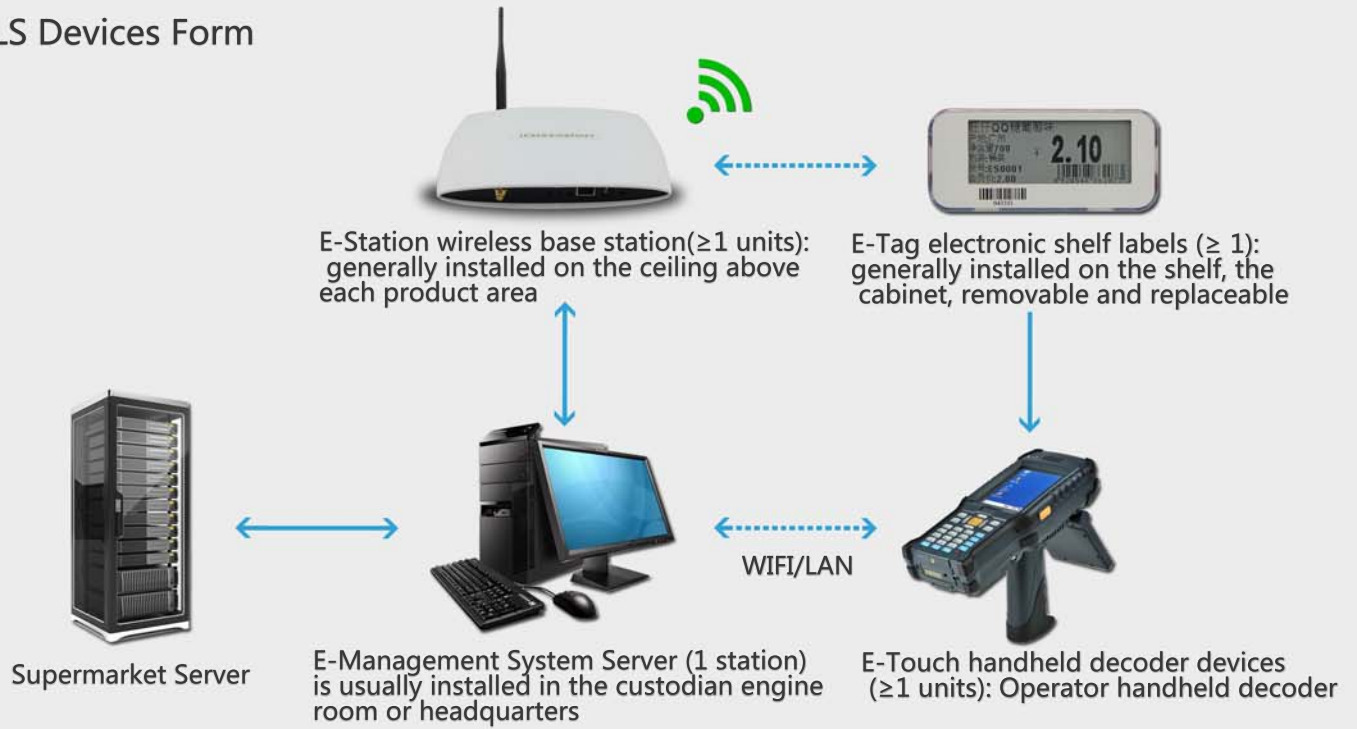 LS Devices Form
2.10
E-Station wireless base station(≥1 units):
generally installed on the ceiling above
each product area
E-Tag electronic shelf labels (≥ 1):
generally installed on the shelf, the
cabinet, removable and replaceable
WIFI/LAN
Supermarket Server
E-Management System Server (1 station)
is usually installed in the custodian engine
room or headquarters
E-Touch handheld decoder devices
(≥1 units): Operator handheld decoder